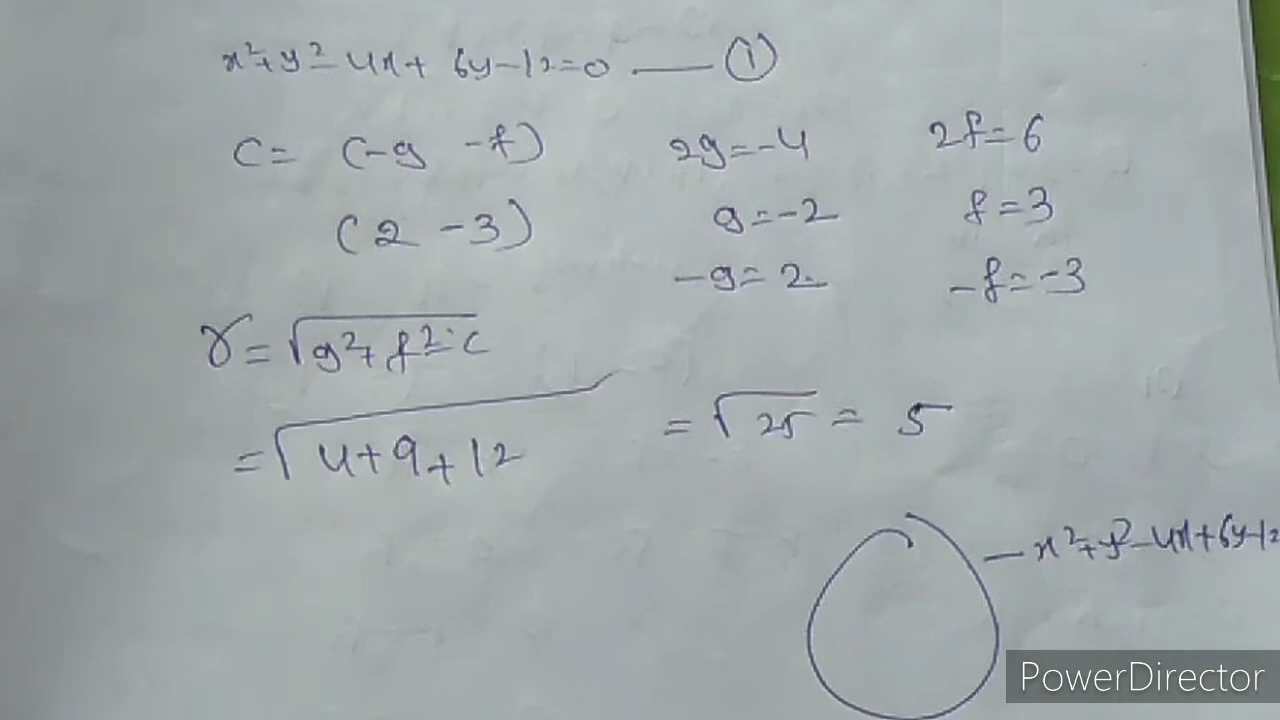 x²+y²-4x+ 6y-12=0 —— ①
C= (-g -f) 2g=-4 2f=6
(2 -3) g=-2 f=3
-g=2 -f=-3
r=√g²+f²-c
=√4+9+12 =√25 = 5
— x²+y²-4x+6y-12
PowerDirector